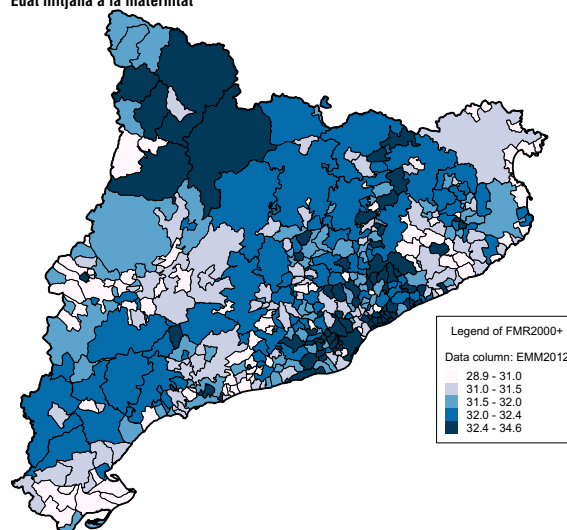 Edat mitjana a la maternitat
Legend of FMR2000+
Data column: EMM2012
28.9 - 31.0
31.0 - 31.5
31.5 - 32.0
32.0 - 32.4
32.4 - 34.6